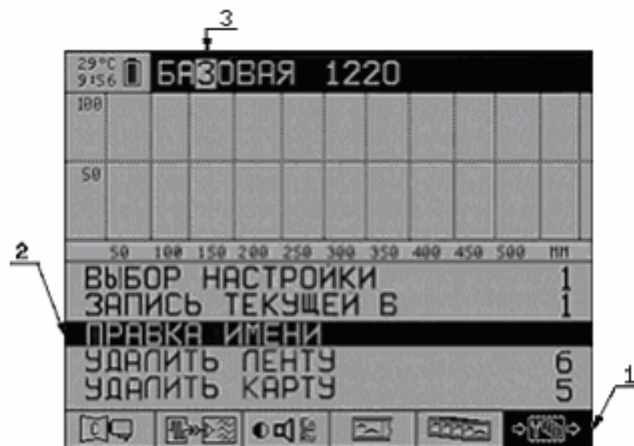 3
29°C
9:56
БАЗОВАЯ 1220
100
50
50 100 150 200 250 300 350 400 450 500 ММ
2
ВЫБОР НАСТРОЙКИ 1
ЗАПИСЬ ТЕКУЩЕЙ В 1
ПРАВКА ИМЕНИ
УДАЛИТЬ ЛЕНТУ 6
УДАЛИТЬ КАРТУ 5
1